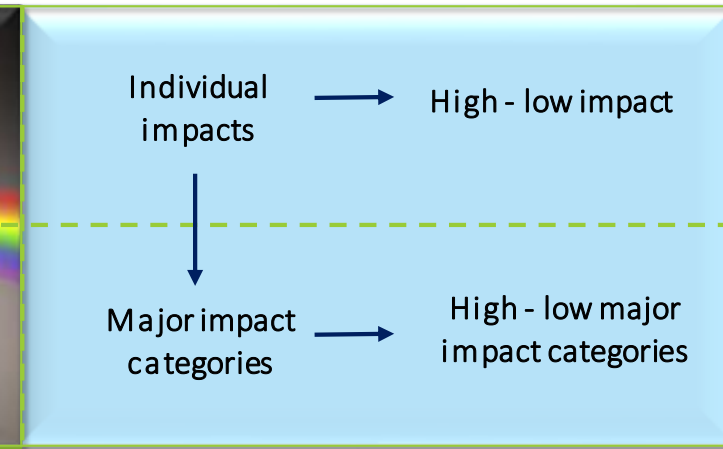 Individual
impacts
High - low impact
Major impact
categories
High - low major
impact categories